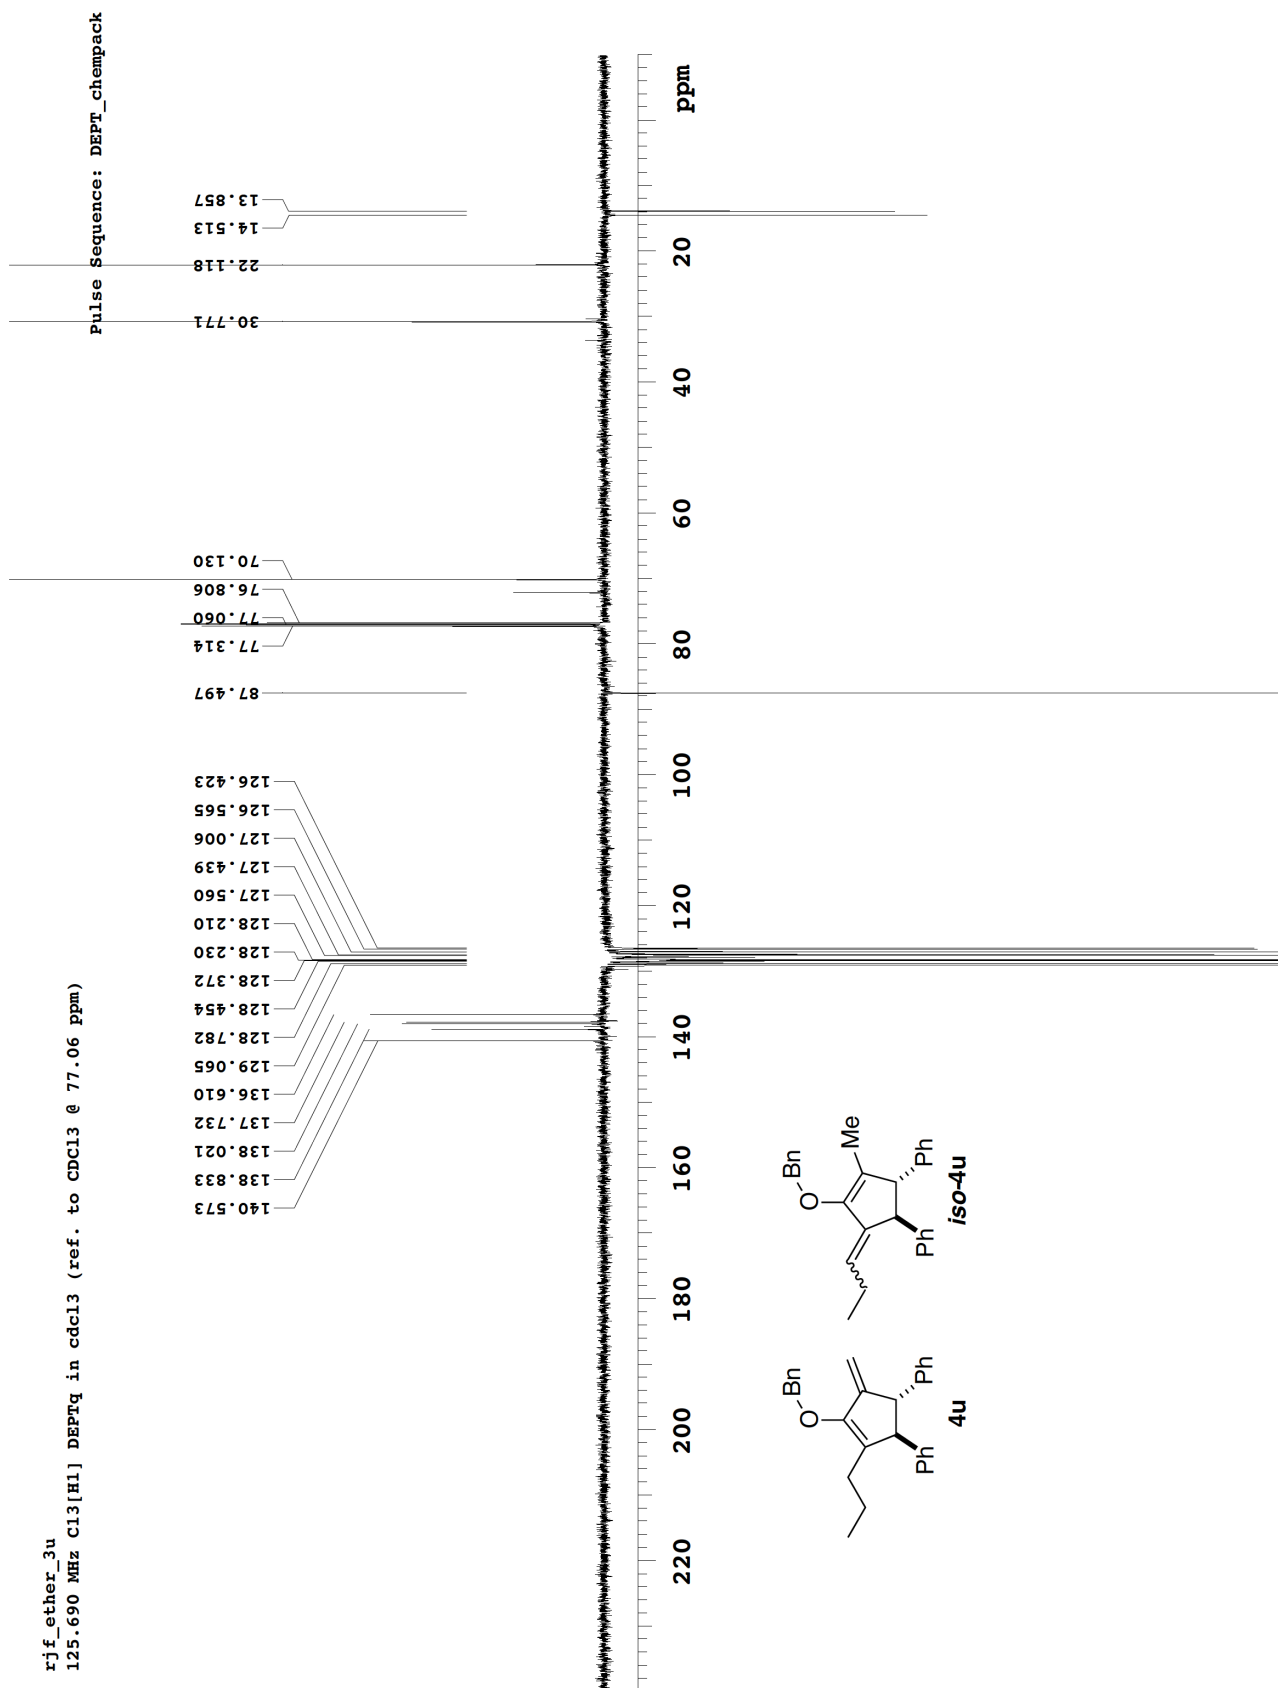 rjf_ether_3u
125.690 MHz C13[H1] DEPTq in cdcl3 (ref. to CDCl3 @ 77.06 ppm)
Pulse Sequence: DEPT_chempack
140.573
138.833
138.021
137.732
136.610
129.065
128.782
128.454
128.372
128.230
128.210
127.560
127.439
127.006
126.565
126.423
87.497
77.314
77.060
76.806
70.130
30.771
22.118
14.513
13.857
220
200
180
160
140
120
100
80
60
40
20
ppm
O
Bn
Ph
Ph
4u
O
Bn
Me
Ph
Ph
iso-4u